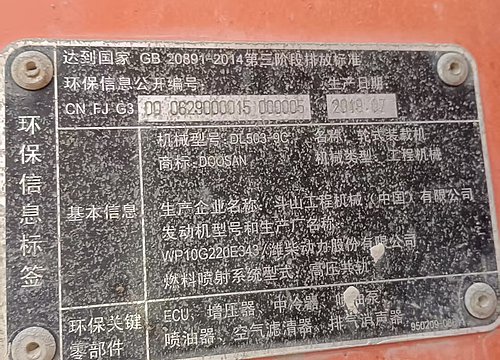 达到国家 GB 20891-2014第三阶段排放标准
环保信息公开编号 生产日期
CN FJ G3 00 0629000015 000005 2019.07
环保信息标签
机械型号: DL503-9C 名称: 轮式装载机
商标: DOOSAN 机械类型: 工程机械
基本信息
生产企业名称: 斗山工程机械（中国）有限公司
发动机型号和生产厂名称:
WP10G220E343/潍柴动力股份有限公司
燃料喷射系统型式: 高压共轨
环保关键
零部件
ECU、增压器、中冷器、油泵
喷油器、空气滤清器、排气消声器